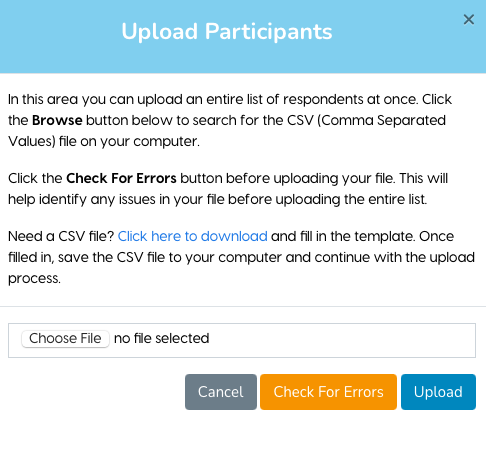 Upload Participants
×
In this area you can upload an entire list of respondents at once. Click
the Browse button below to search for the CSV (Comma Separated
Values) file on your computer.
Click the Check For Errors button before uploading your file. This will
help identify any issues in your file before uploading the entire list.
Need a CSV file? Click here to download and fill in the template. Once
filled in, save the CSV file to your computer and continue with the upload
process.
Choose File no file selected
Cancel Check For Errors Upload